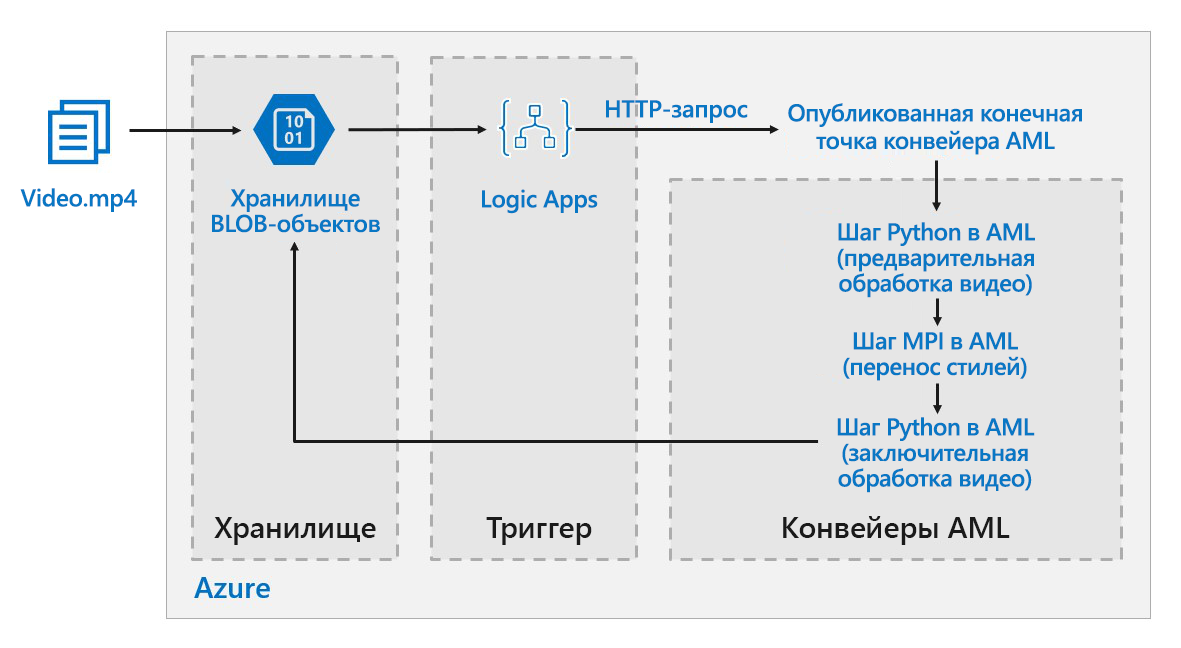 Video.mp4
10
01
Хранилище
BLOB-объектов
Logic Apps
HTTP-запрос
Опубликованная конечная
точка конвейера AML
Шаг Python в AML
(предварительная
обработка видео)
Шаг MPI в AML
(перенос стилей)
Шаг Python в AML
(заключительная
обработка видео)
Хранилище
Триггер
Конвейеры AML
Azure